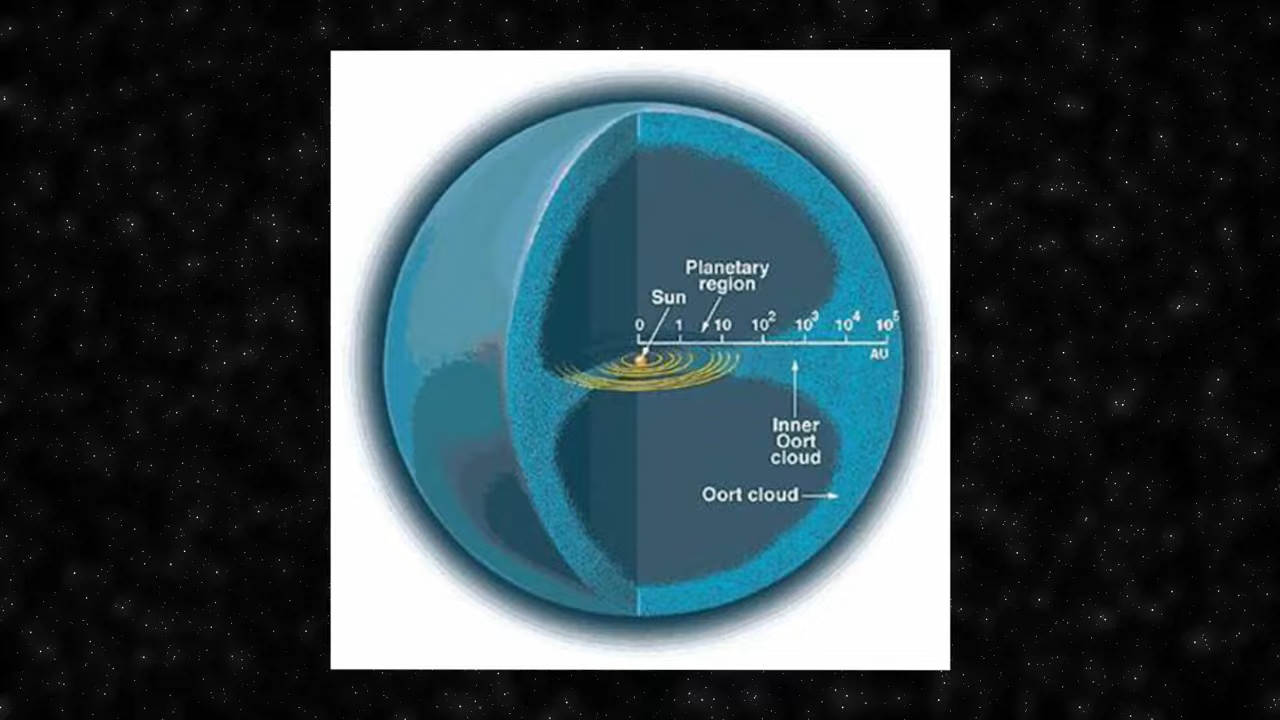 Planetary
region
Sun
0 1 10 10² 10³ 10⁴ 10⁵
AU
Inner
Oort
cloud
Oort cloud